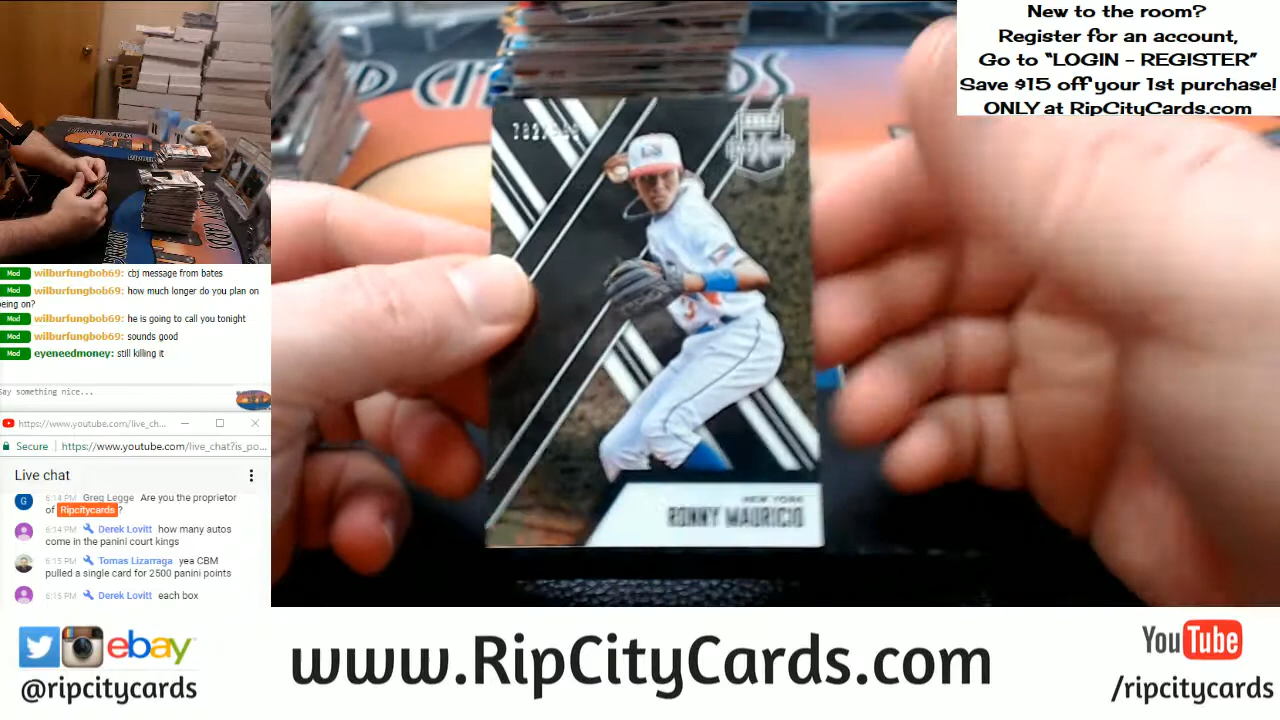 New to the room?
Register for an account,
Go to “LOGIN - REGISTER”
Save $15 off your 1st purchase!
ONLY at RipCityCards.com
NEW YORK
RONNY MAURICIO
Mod wilburfungbob69: cbj message from bates
Mod wilburfungbob69: how much longer do you plan on
being on?
Mod wilburfungbob69: he is going to call you tonight
Mod wilburfungbob69: sounds good
Mod eyeneedmoney: still killing it
Say something nice...
https://www.youtube.com/live_ch...
Secure https://www.youtube.com/live_chat?is_po...
Live chat
G 6:14 PM Greg Legge Are you the proprietor
of Ripcitycards ?
6:14 PM Derek Lovitt how many autos
come in the panini court kings
6:15 PM Tomas Lizarraga yea CBM
pulled a single card for 2500 panini points
6:15 PM Derek Lovitt each box
ebay
@ripcitycards
www.RipCityCards.com
YouTube
/ripcitycards